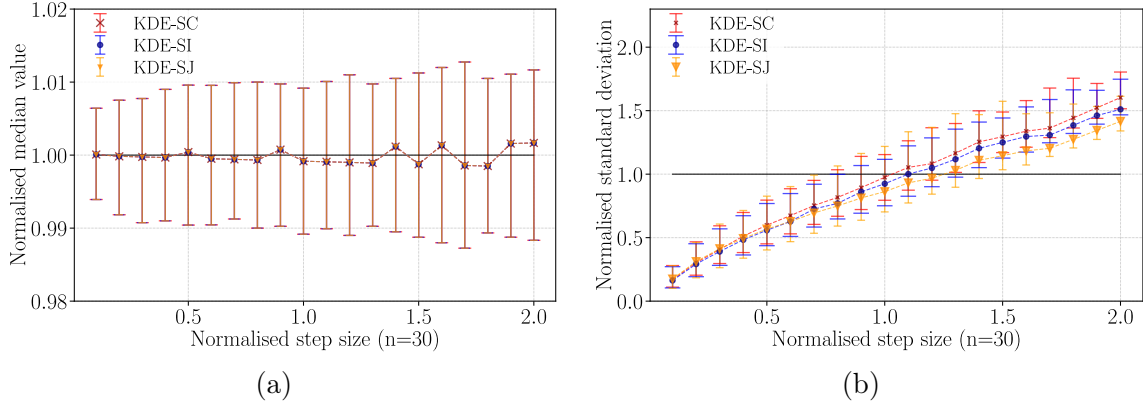 1.02
1.01
1.00
0.99
0.98
Normalised median value
KDE-SC
KDE-SI
KDE-SJ
0.5
1.0
1.5
2.0
Normalised step size (n=30)
(a)
2.0
1.5
1.0
0.5
0.0
Normalised standard deviation
KDE-SC
KDE-SI
KDE-SJ
0.5
1.0
1.5
2.0
Normalised step size (n=30)
(b)